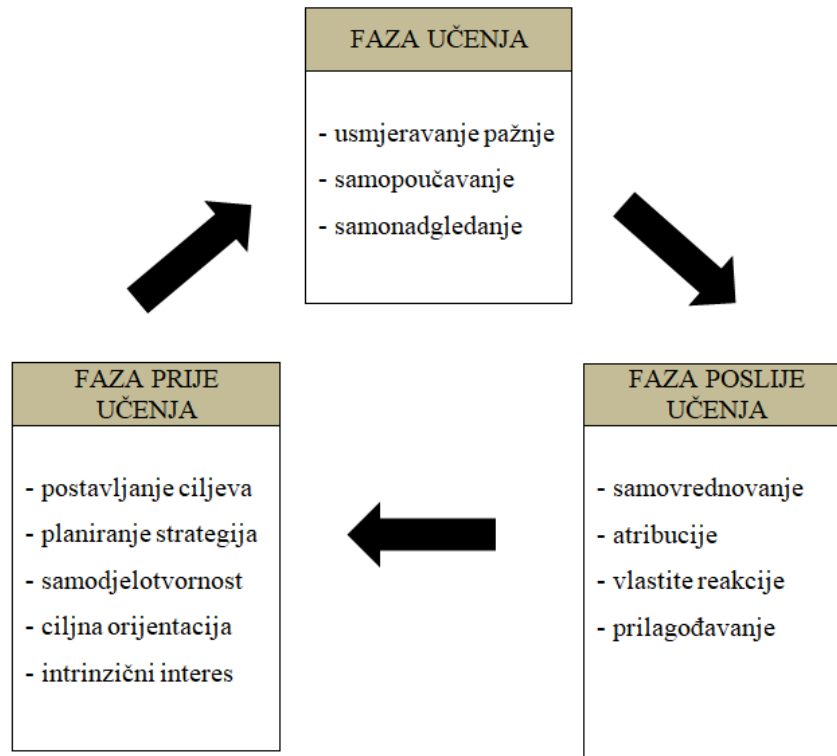 FAZA UČENJA
- usmjeravanje pažnje
- samopoučavanje
- samonadgledanje
FAZA PRIJE
UČENJA
- postavljanje ciljeva
- planiranje strategija
- samodjelotvornost
- ciljna orijentacija
- intrinzični interes
FAZA POSLIJE
UČENJA
- samovrednovanje
- atribucije
- vlastite reakcije
- prilagođavanje